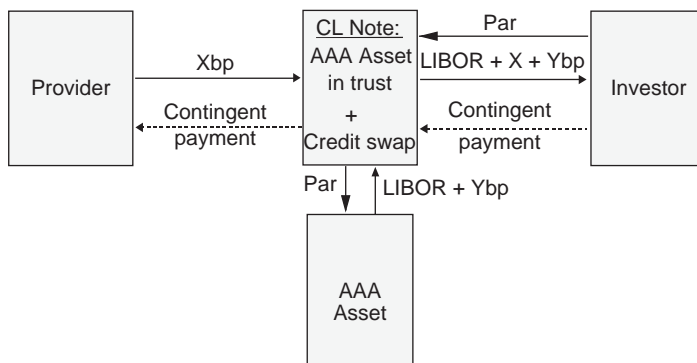 Provider
Xbp
Contingent
payment
CL Note:
AAA Asset
in trust
+
Credit swap
Par
LIBOR + X + Ybp
Contingent
payment
Investor
Par
LIBOR + Ybp
AAA
Asset